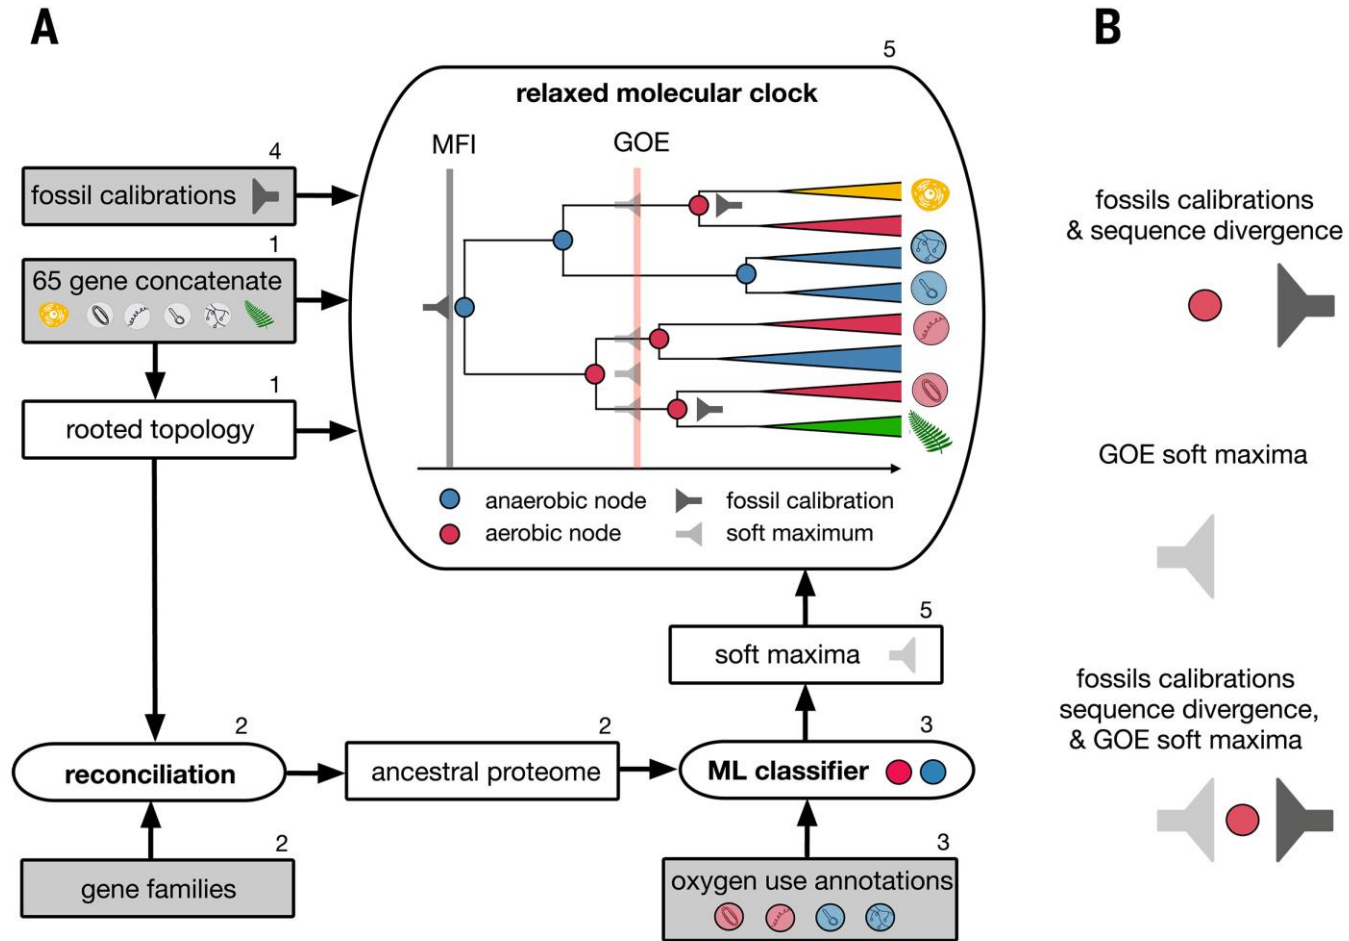 A
B
5
relaxed molecular clock
MFI
GOE
4
fossil calibrations
1
65 gene concatenate
1
rooted topology
anaerobic node
fossil calibration
aerobic node
soft maximum
5
soft maxima
2
reconciliation
2
ancestral proteome
3
ML classifier
2
gene families
3
oxygen use annotations
fossils calibrations
& sequence divergence
GOE soft maxima
fossils calibrations
sequence divergence,
& GOE soft maxima